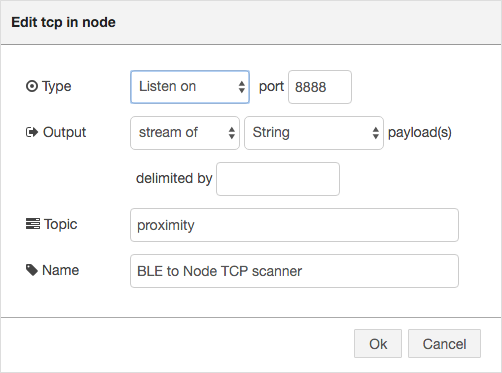 Edit tcp in node
Type Listen on port 8888
Output stream of String payload(s)
delimited by
Topic proximity
Name BLE to Node TCP scanner
Ok Cancel